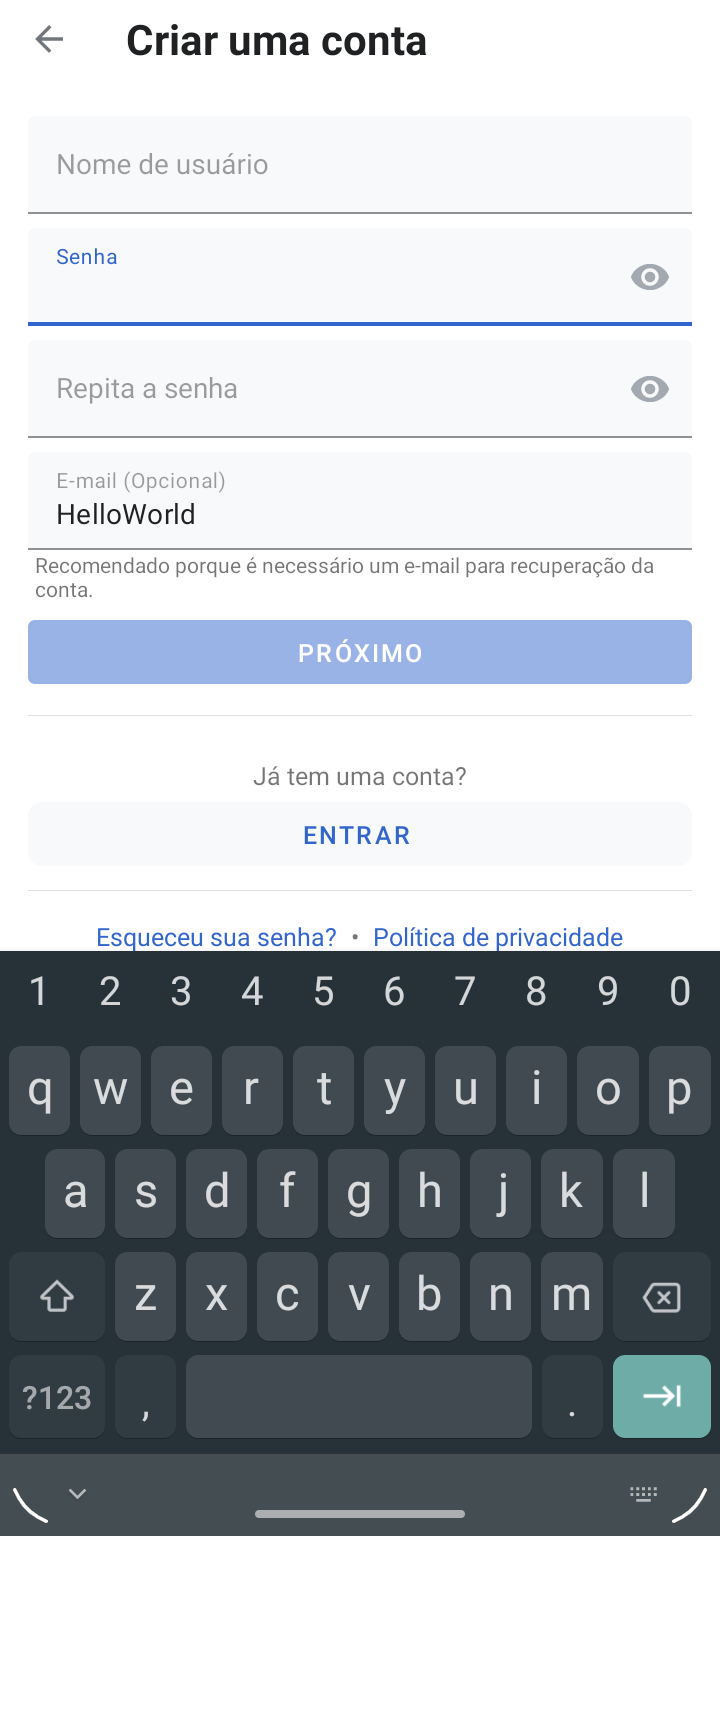 Criar uma conta
Nome de usuário
Senha
Repita a senha
E-mail (Opcional)
HelloWorld
Recomendado porque é necessário um e-mail para recuperação da
conta.
PRÓXIMO
Já tem uma conta?
ENTRAR
Esqueceu sua senha? • Política de privacidade
1 2 3 4 5 6 7 8 9 0
q w e r t y u i o p
a s d f g h j k l
z x c v b n m
?123 , .